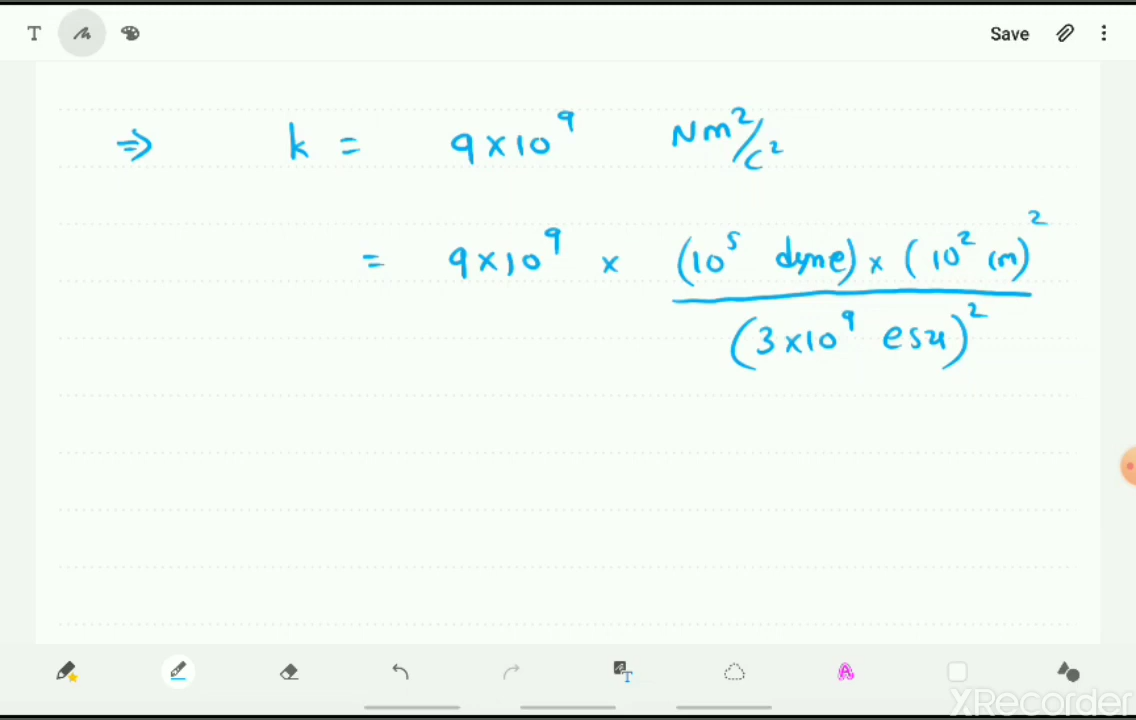 T Save
⇒ k = 9×10⁹ Nm²/C²
= 9×10⁹ × (10⁵ dyne) × (10² cm)²
(3×10⁹ esu)²
T A
XRecorder